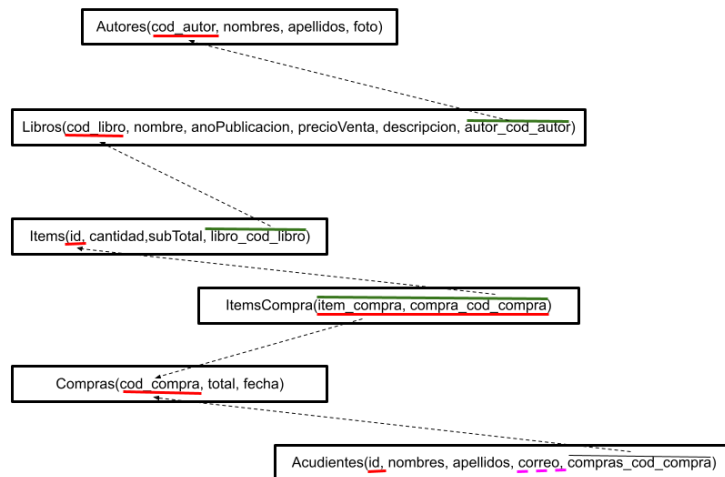 Autores(cod_autor, nombres, apellidos, foto)
Libros(cod_libro, nombre, anoPublicacion, precioVenta, descripcion, autor_cod_autor)
Items(id, cantidad,subTotal, libro_cod_libro)
ItemsCompra(item_compra, compra_cod_compra)
Compras(cod_compra, total, fecha)
Acudientes(id, nombres, apellidos, correo, compras_cod_compra)